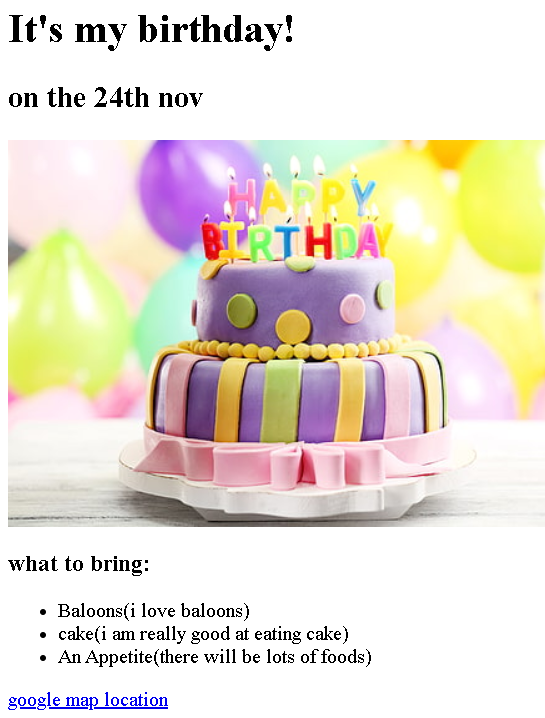 It's my birthday!
on the 24th nov
HAPPY
BIRTHDAY
what to bring:
Baloons(i love baloons)
cake(i am really good at eating cake)
An Appetite(there will be lots of foods)
google map location